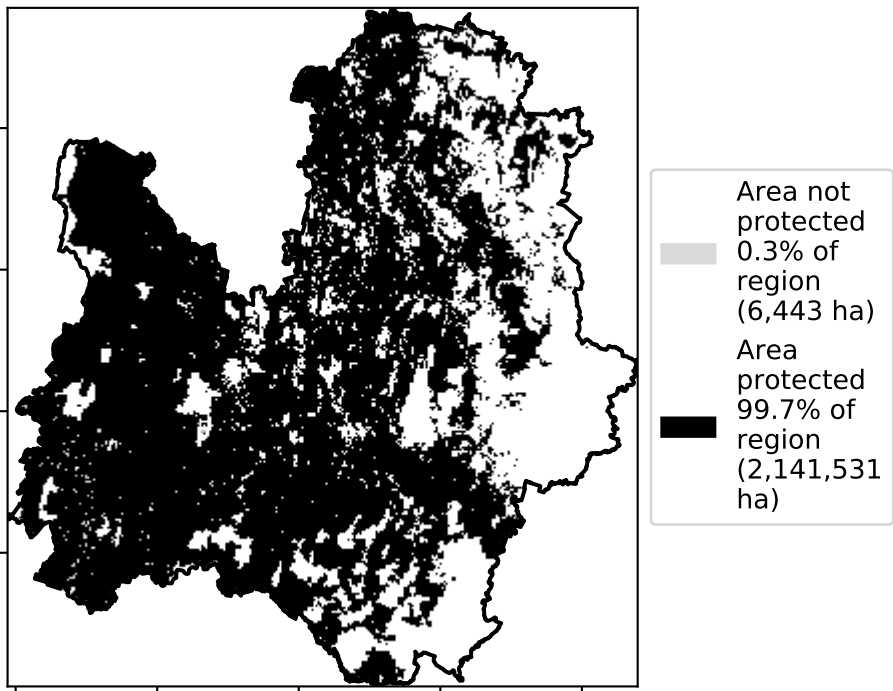 Area not
protected
0.3% of
region
(6,443 ha)
Area
protected
99.7% of
region
(2,141,531
ha)